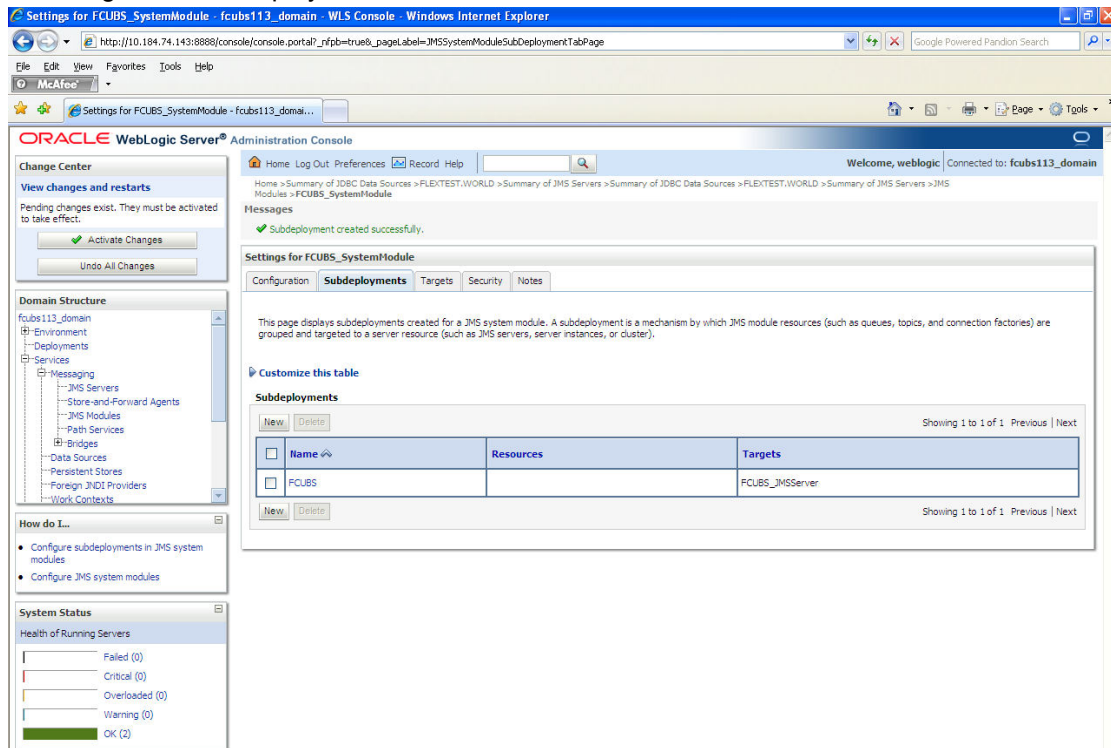 Settings for FCUBS_SystemModule - fcubs113_domain - WLS Console - Windows Internet Explorer
http://10.184.74.143:8888/console/console.portal?_nfpb=true&_pageLabel=JMSSystemModuleSubDeploymentTabPage
Google Powered Pandion Search
File Edit View Favorites Tools Help
McAfee
Settings for FCUBS_SystemModule - fcubs113_domai...
Page Tools
ORACLE WebLogic Server® Administration Console
Change Center
View changes and restarts
Pending changes exist. They must be activated
to take effect.
Activate Changes
Undo All Changes
Domain Structure
fcubs113_domain
Environment
Deployments
Services
Messaging
JMS Servers
Store-and-Forward Agents
JMS Modules
Path Services
Bridges
Data Sources
Persistent Stores
Foreign JNDI Providers
Work Contexts
How do I...
Configure subdeployments in JMS system
modules
Configure JMS system modules
System Status
Health of Running Servers
Failed (0)
Critical (0)
Overloaded (0)
Warning (0)
OK (2)
Home Log Out Preferences Record Help
Welcome, weblogic Connected to: fcubs113_domain
Home >Summary of JDBC Data Sources >FLEXTEST.WORLD >Summary of JMS Servers >Summary of JDBC Data Sources >FLEXTEST.WORLD >Summary of JMS Servers >JMS
Modules >FCUBS_SystemModule
Messages
Subdeployment created successfully.
Settings for FCUBS_SystemModule
Configuration Subdeployments Targets Security Notes
This page displays subdeployments created for a JMS system module. A subdeployment is a mechanism by which JMS module resources (such as queues, topics, and connection factories) are
grouped and targeted to a server resource (such as JMS servers, server instances, or cluster).
Customize this table
Subdeployments
New Delete Showing 1 to 1 of 1 Previous | Next
Name Resources Targets
FCUBS FCUBS_JMSServer
New Delete Showing 1 to 1 of 1 Previous | Next